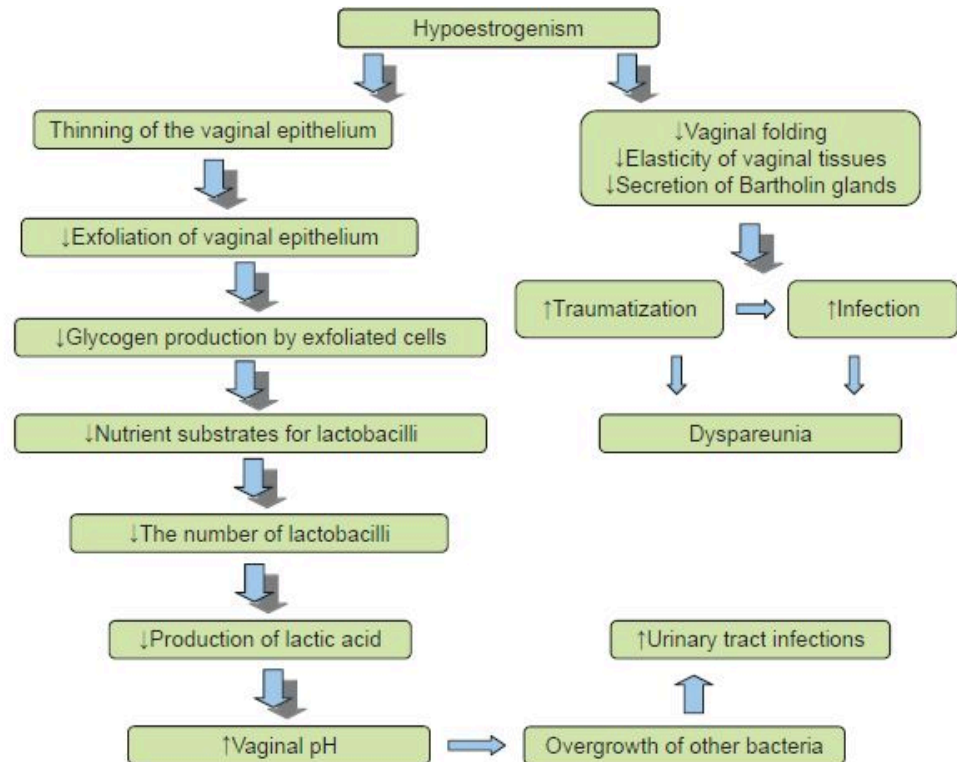 Hypoestrogenism
Thinning of the vaginal epithelium
↓Exfoliation of vaginal epithelium
↓Glycogen production by exfoliated cells
↓Nutrient substrates for lactobacilli
↓The number of lactobacilli
↓Production of lactic acid
↑Vaginal pH
Overgrowth of other bacteria
↑Urinary tract infections
↓Vaginal folding
↓Elasticity of vaginal tissues
↓Secretion of Bartholin glands
↑Traumatization
↑Infection
Dyspareunia